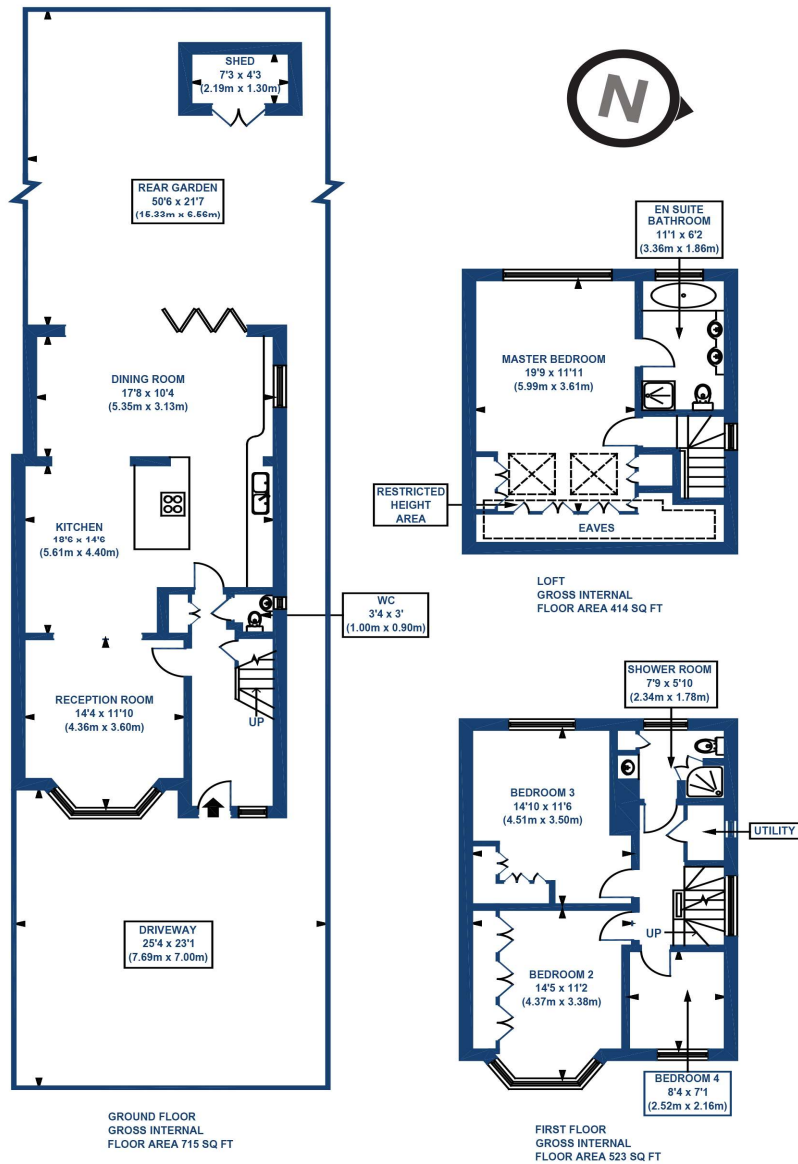 SHED
7'3 x 4'3
(2.19m x 1.30m)
N
REAR GARDEN
50'6 x 21'7
(15.33m x 6.56m)
EN SUITE
BATHROOM
11'1 x 6'2
(3.36m x 1.86m)
DINING ROOM
17'8 x 10'4
(5.35m x 3.13m)
MASTER BEDROOM
19'9 x 11'11
(5.99m x 3.61m)
RESTRICTED
HEIGHT
AREA
EAVES
KITCHEN
18'6 x 14'6
(5.61m x 4.40m)
WC
3'4 x 3'
(1.00m x 0.90m)
LOFT
GROSS INTERNAL
FLOOR AREA 414 SQ FT
RECEPTION ROOM
14'4 x 11'10
(4.36m x 3.60m)
UP
SHOWER ROOM
7'9 x 5'10
(2.34m x 1.78m)
BEDROOM 3
14'10 x 11'6
(4.51m x 3.50m)
UTILITY
DRIVEWAY
25'4 x 23'1
(7.69m x 7.00m)
UP
BEDROOM 2
14'5 x 11'2
(4.37m x 3.38m)
BEDROOM 4
8'4 x 7'1
(2.52m x 2.16m)
GROUND FLOOR
GROSS INTERNAL
FLOOR AREA 715 SQ FT
FIRST FLOOR
GROSS INTERNAL
FLOOR AREA 523 SQ FT